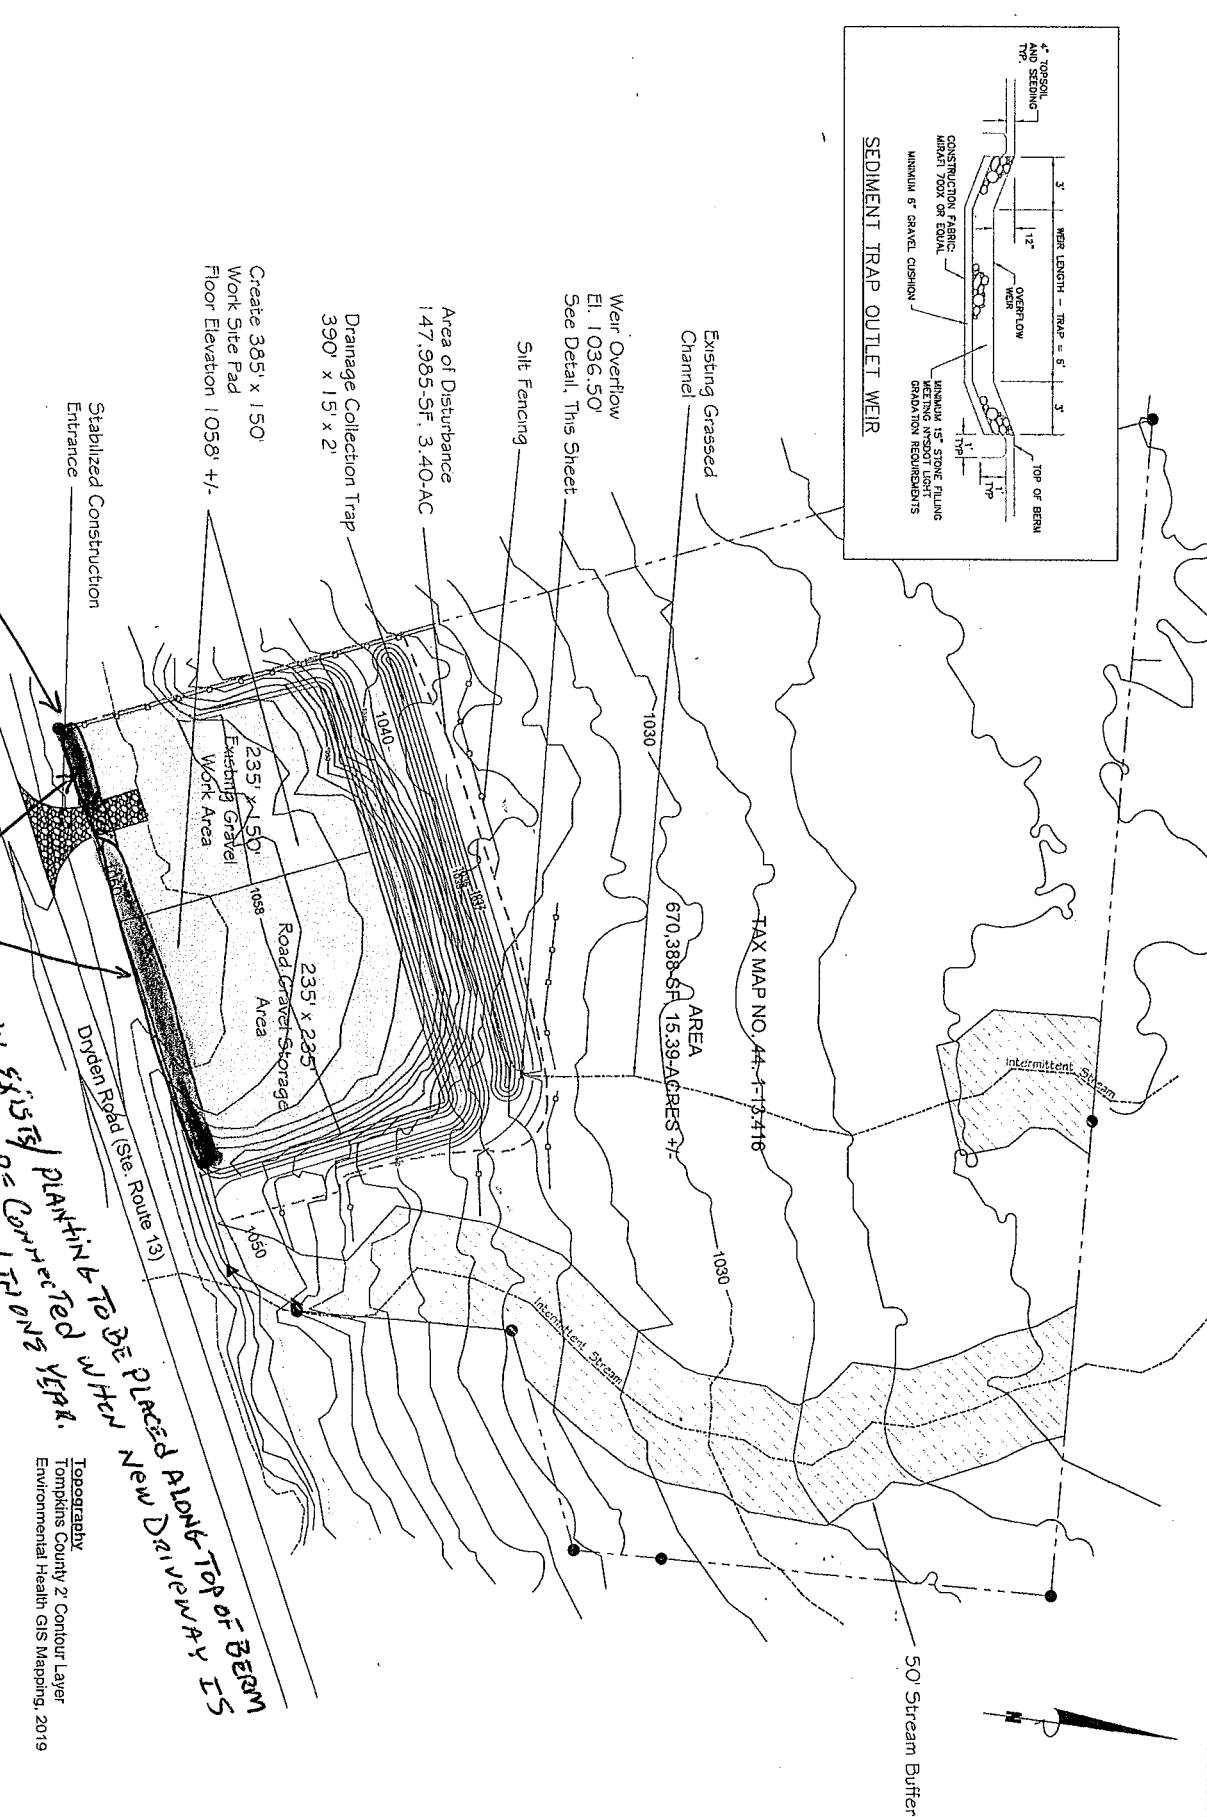 4" TOPSOIL
AND SEEDING
TYP.
3'
WEIR LENGTH - TRAP = 5'
3'
12"
OVERFLOW
WEIR
TOP OF BERM
1'
TYP
1'
TYP
CONSTRUCTION FABRIC:
MIRAFI 700X OR EQUAL
MINIMUM 6" GRAVEL CUSHION
MINIMUM 15" STONE FILLING
MEETING NYSDOT LIGHT
GRADATION REQUIREMENTS
SEDIMENT TRAP OUTLET WEIR
Existing Grassed
Channel
Weir Overflow
El. 1036.50'
See Detail, This Sheet
Silt Fencing
Area of Disturbance
147,985-SF, 3.40-AC
Drainage Collection Trap
390' x 15' x 2'
Create 385' x 150'
Work Site Pad
Floor Elevation 1058' +/-
Stabilized Construction
Entrance
Intermittent Stream
TAX MAP NO. 44.-1-13.416
AREA
670,388-SF, 15.39-ACRES +/-
1030
1030
1040
235' x 150'
Existing Gravel
Work Area
1058
235' x 235'
Road Gravel Storage
Area
1050
Intermittent Stream
50' Stream Buffer
N
Dryden Road (Ste. Route 13)
PLANTING TO BE PLACED ALONG TOP OF BERM
EXISTS/
CONNECTED WHEN NEW DRIVEWAY IS
ONE YEAR.
Topography
Tompkins County 2' Contour Layer
Environmental Health GIS Mapping, 2019